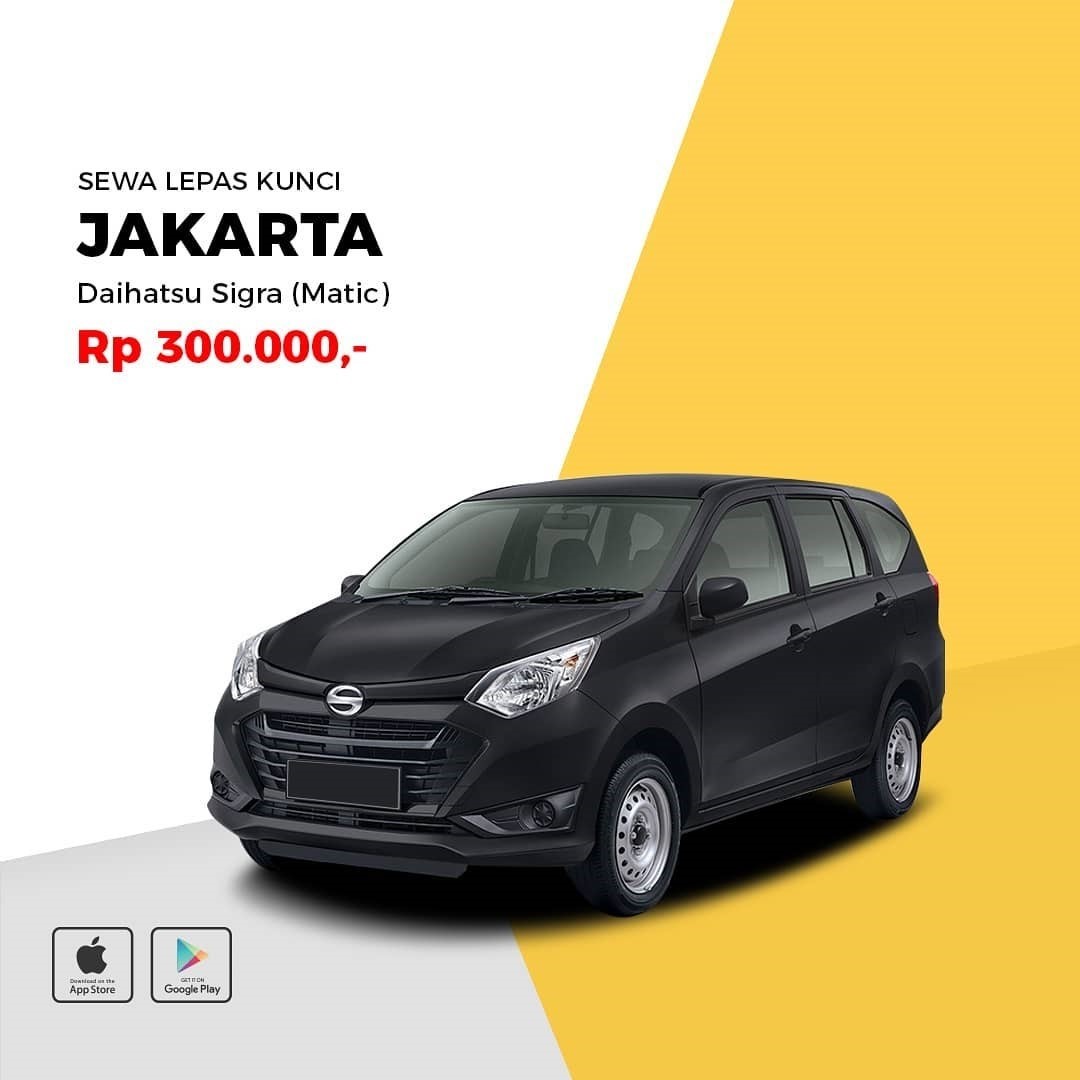 SEWA LEPAS KUNCI
JAKARTA
Daihatsu Sigra (Matic)
Rp 300.000,-
Download on the
App Store
GET IT ON
Google Play